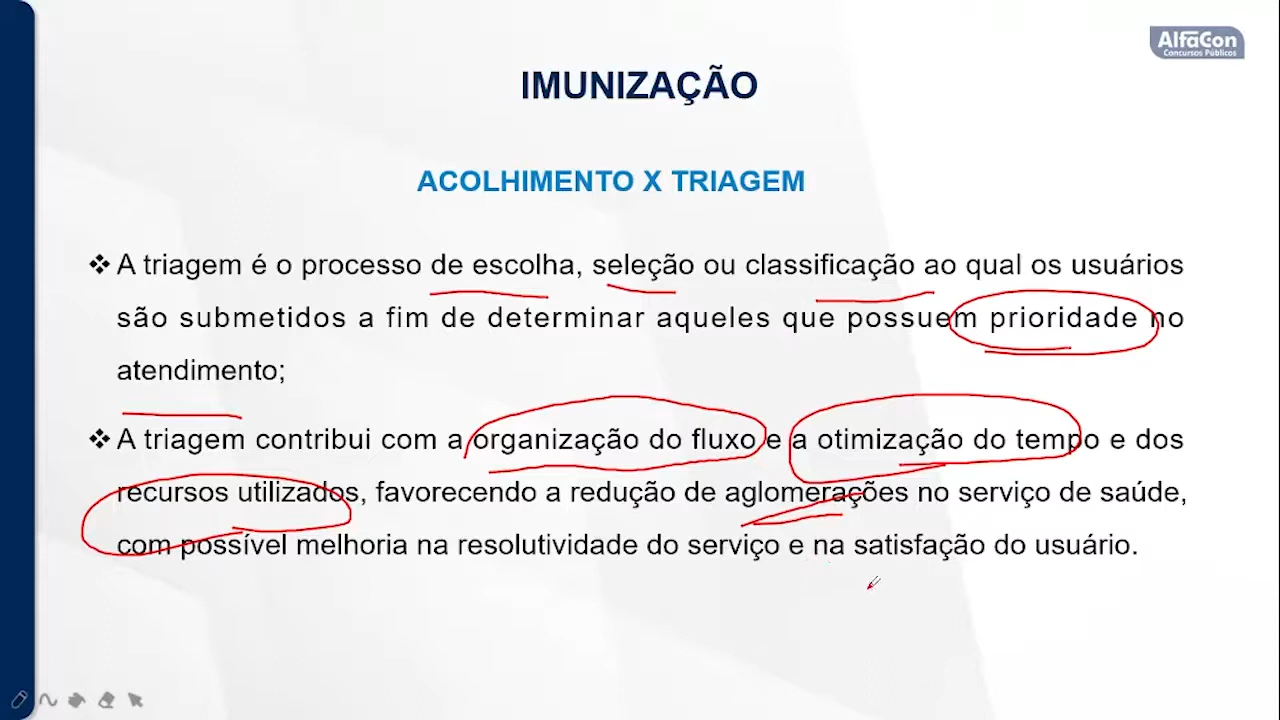 AlfaCon
Concursos Públicos
IMUNIZAÇÃO
ACOLHIMENTO X TRIAGEM
❖ A triagem é o processo de escolha, seleção ou classificação ao qual os usuários
são submetidos a fim de determinar aqueles que possuem prioridade no
atendimento;
❖ A triagem contribui com a organização do fluxo e a otimização do tempo e dos
recursos utilizados, favorecendo a redução de aglomerações no serviço de saúde,
com possível melhoria na resolutividade do serviço e na satisfação do usuário.